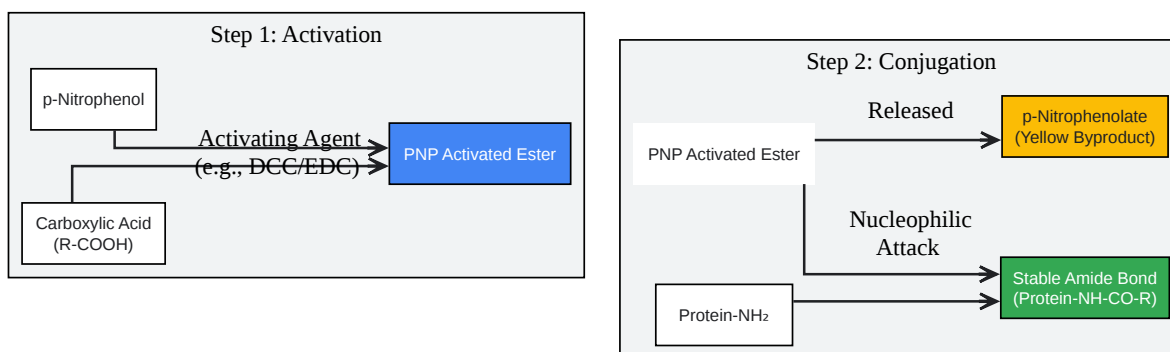 Step 1: Activation
p-Nitrophenol
Activating Agent
(e.g., DCC/EDC)
PNP Activated Ester
Carboxylic Acid
(R-COOH)
Step 2: Conjugation
Released
p-Nitrophenolate
(Yellow Byproduct)
PNP Activated Ester
Nucleophilic
Attack
Stable Amide Bond
(Protein-NH-CO-R)
Protein-NH₂